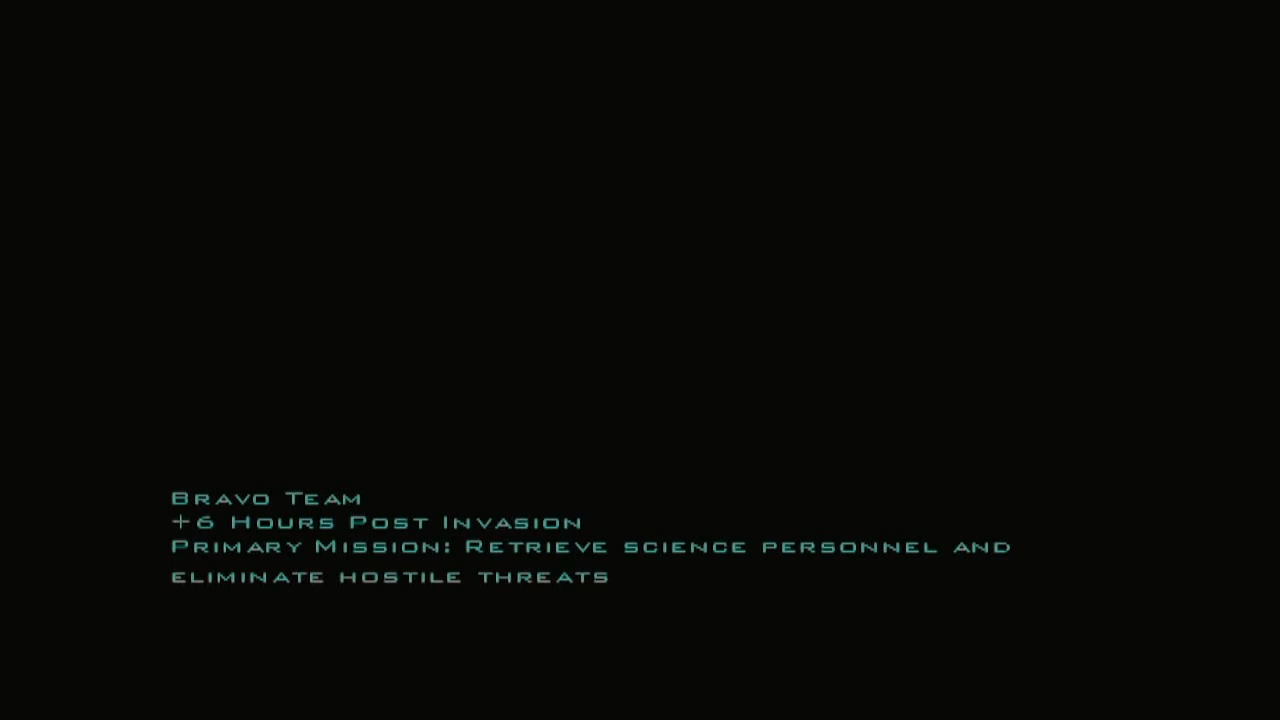 Bravo Team
+6 Hours Post Invasion
Primary Mission: Retrieve science personnel and
eliminate hostile threats